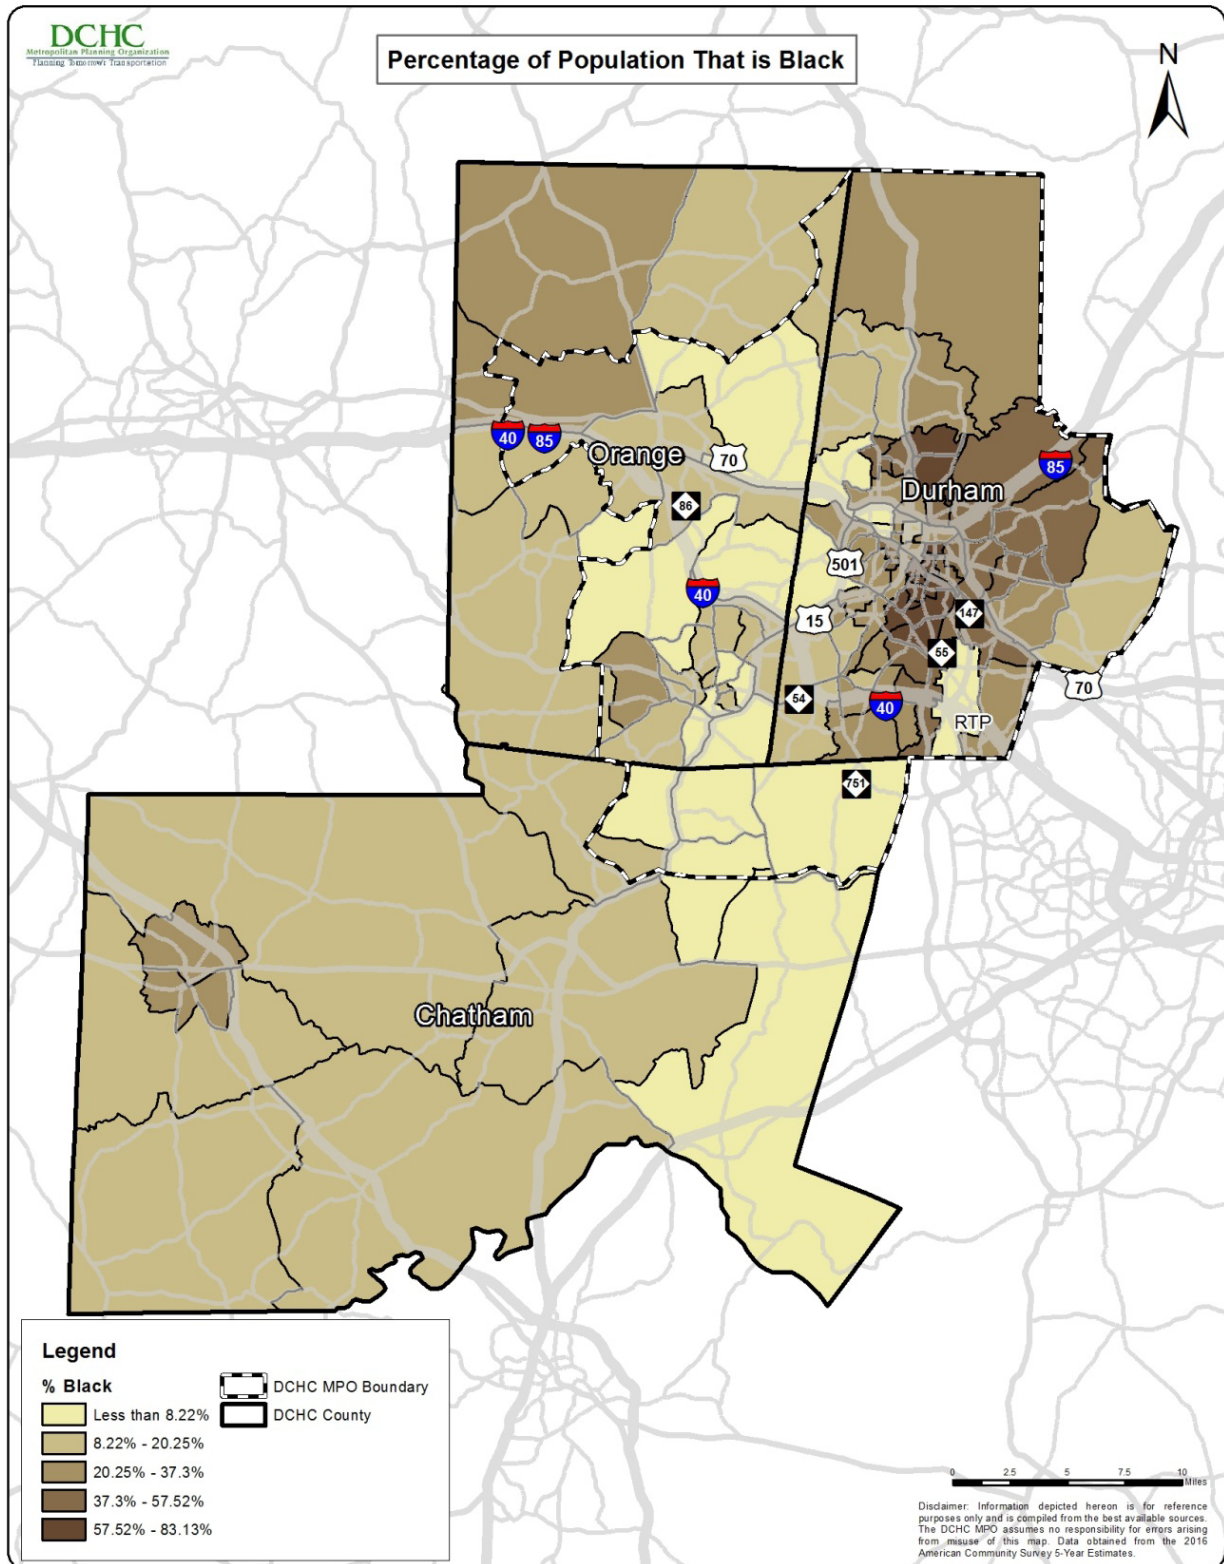 DCHC
Metropolitan Planning Organization
Planning Tomorrow's Transportation
Percentage of Population That is Black
N
40
85
Orange
70
86
85
Durham
501
40
15
147
55
54
40
70
RTP
751
Chatham
Legend
% Black
Less than 8.22%
8.22% - 20.25%
20.25% - 37.3%
37.3% - 57.52%
57.52% - 83.13%
DCHC MPO Boundary
DCHC County
0 2.5 5 7.5 10
Miles
Disclaimer: Information depicted hereon is for reference
purposes only and is compiled from the best available sources.
The DCHC MPO assumes no responsibility for errors arising
from misuse of this map. Data obtained from the 2016
American Community Survey 5-Year Estimates.